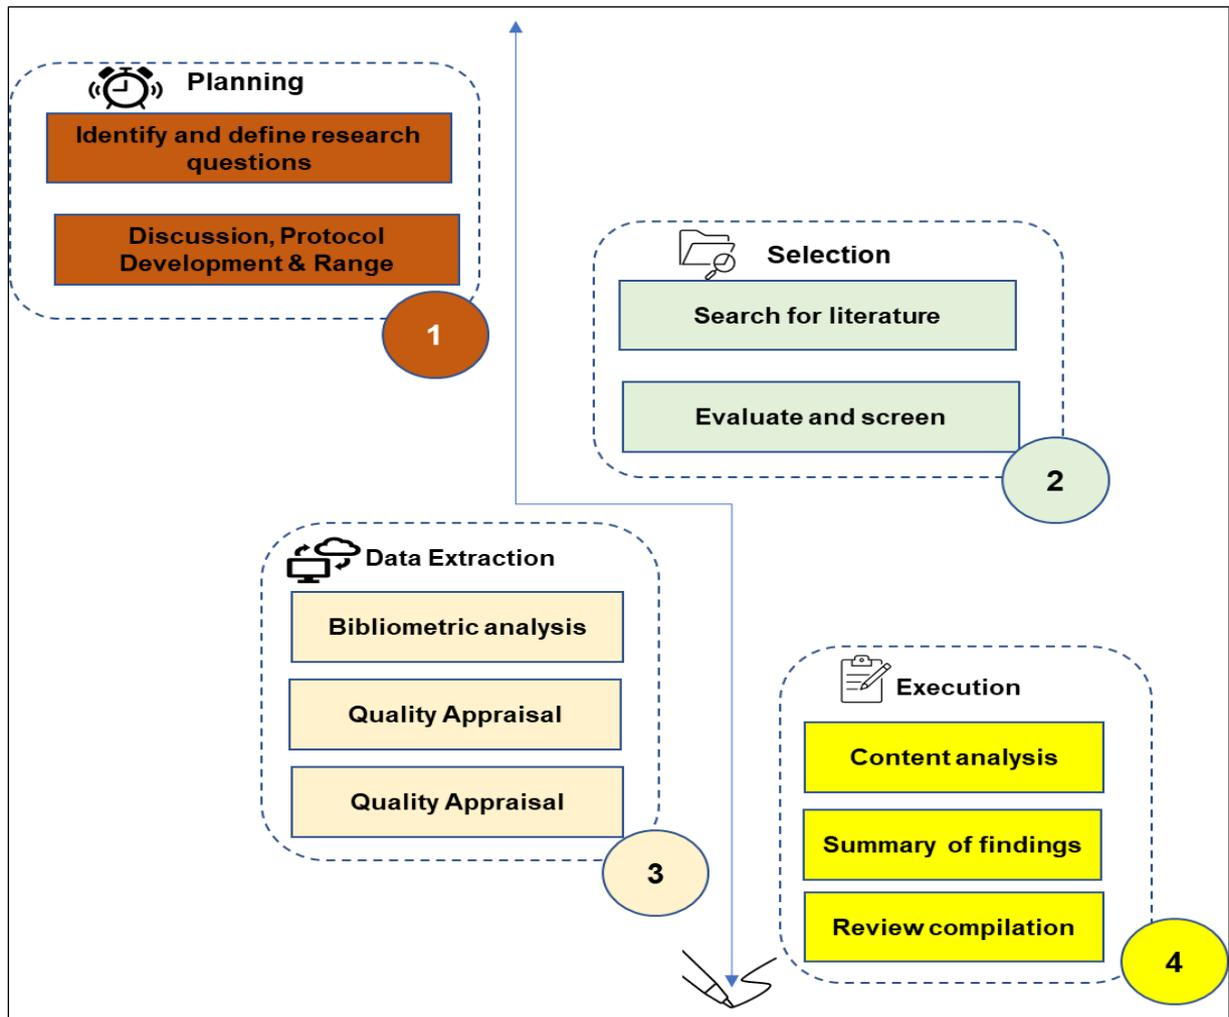 Planning
Identify and define research
questions
Discussion, Protocol
Development & Range
1
Selection
Search for literature
Evaluate and screen
2
Data Extraction
Bibliometric analysis
Quality Appraisal
Quality Appraisal
3
Execution
Content analysis
Summary of findings
Review compilation
4